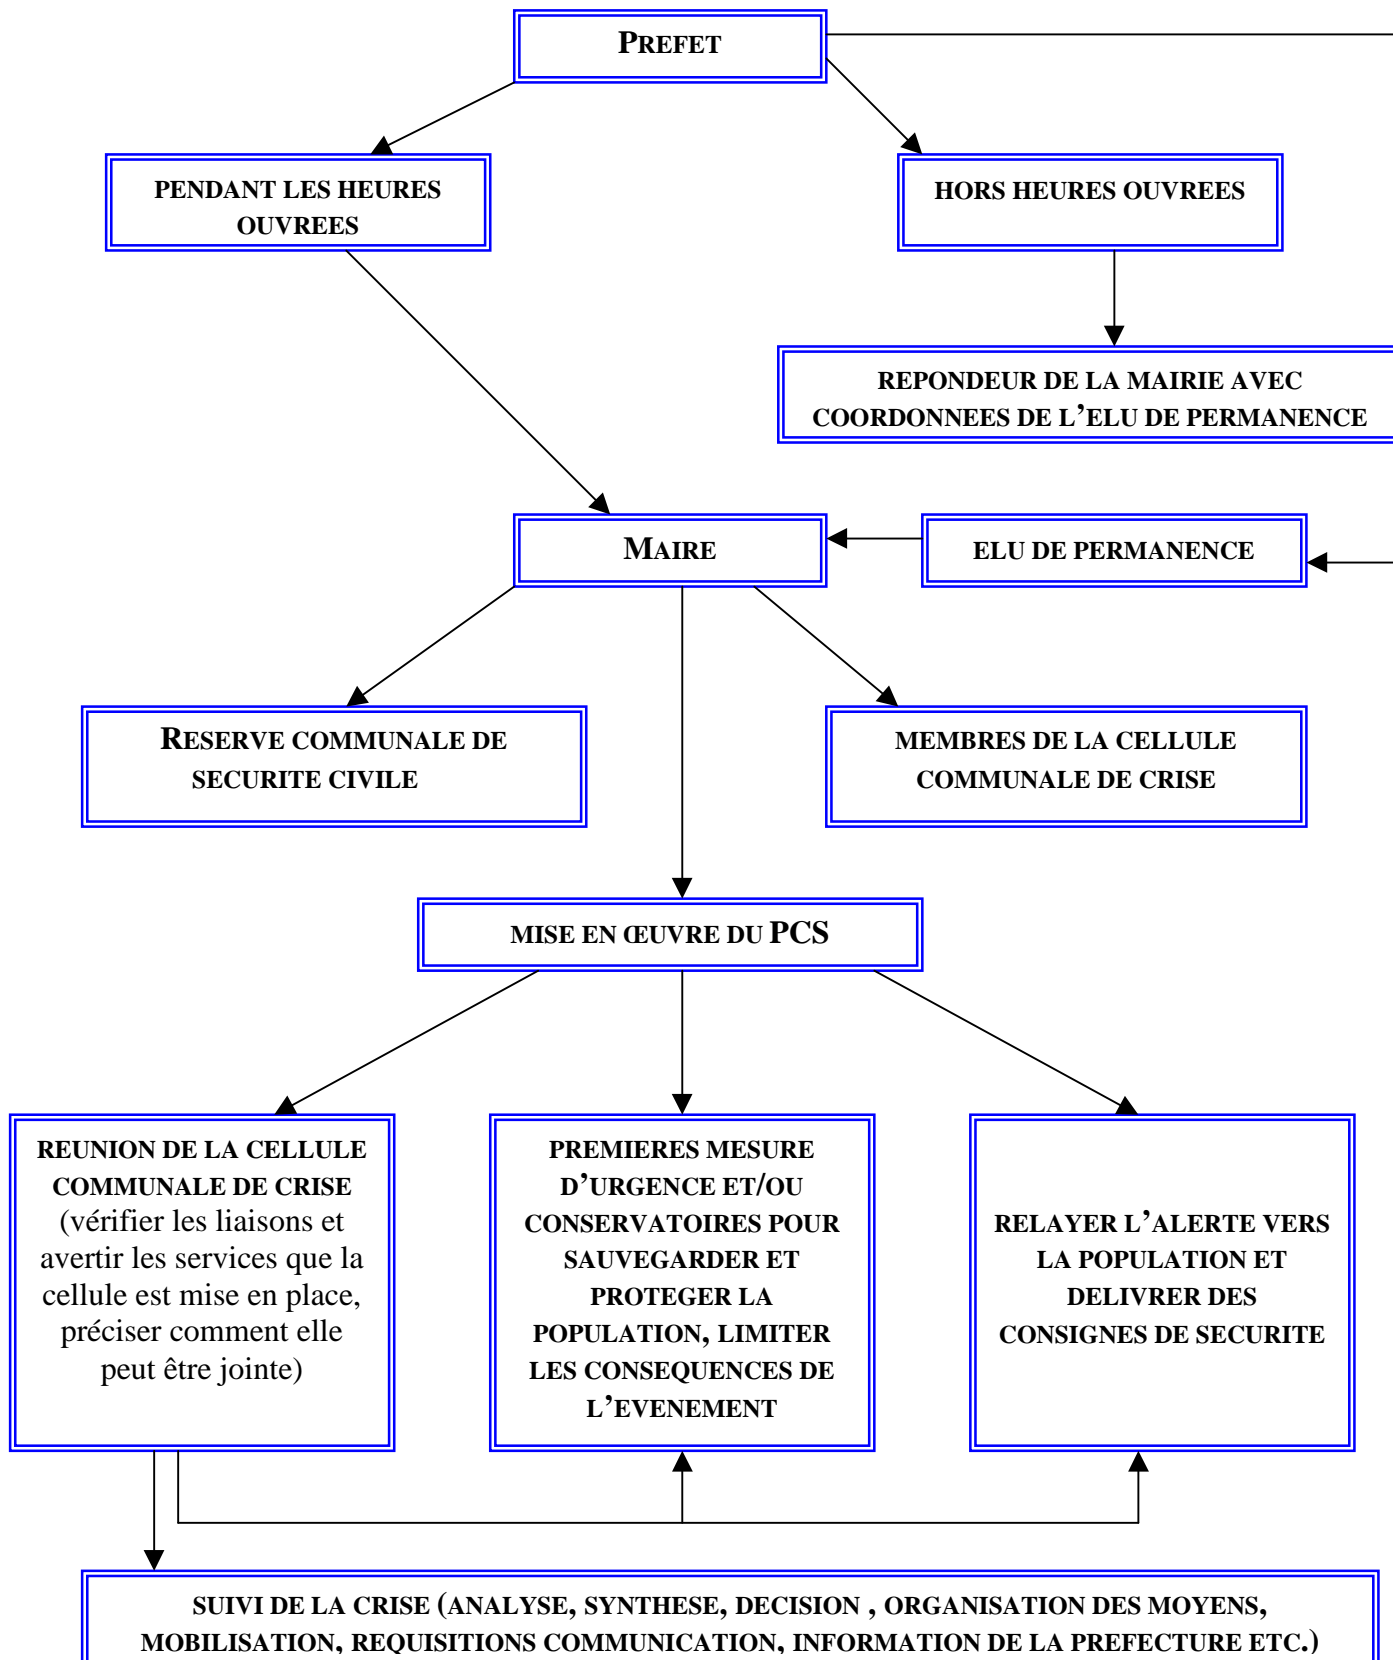 PREFET
PENDANT LES HEURES
OUVREES
HORS HEURES OUVREES
REPONDEUR DE LA MAIRIE AVEC
COORDONNEES DE L’ELU DE PERMANENCE
MAIRE
ELU DE PERMANENCE
RESERVE COMMUNALE DE
SECURITE CIVILE
MEMBRES DE LA CELLULE
COMMUNALE DE CRISE
MISE EN ŒUVRE DU PCS
REUNION DE LA CELLULE
COMMUNALE DE CRISE
(vérifier les liaisons et
avertir les services que la
cellule est mise en place,
préciser comment elle
peut être jointe)
PREMIERES MESURE
D’URGENCE ET/OU
CONSERVATOIRES POUR
SAUVEGARDER ET
PROTEGER LA
POPULATION, LIMITER
LES CONSEQUENCES DE
L’EVENEMENT
RELAYER L’ALERTE VERS
LA POPULATION ET
DELIVRER DES
CONSIGNES DE SECURITE
SUIVI DE LA CRISE (ANALYSE, SYNTHESE, DECISION , ORGANISATION DES MOYENS,
MOBILISATION, REQUISITIONS COMMUNICATION, INFORMATION DE LA PREFECTURE ETC.)